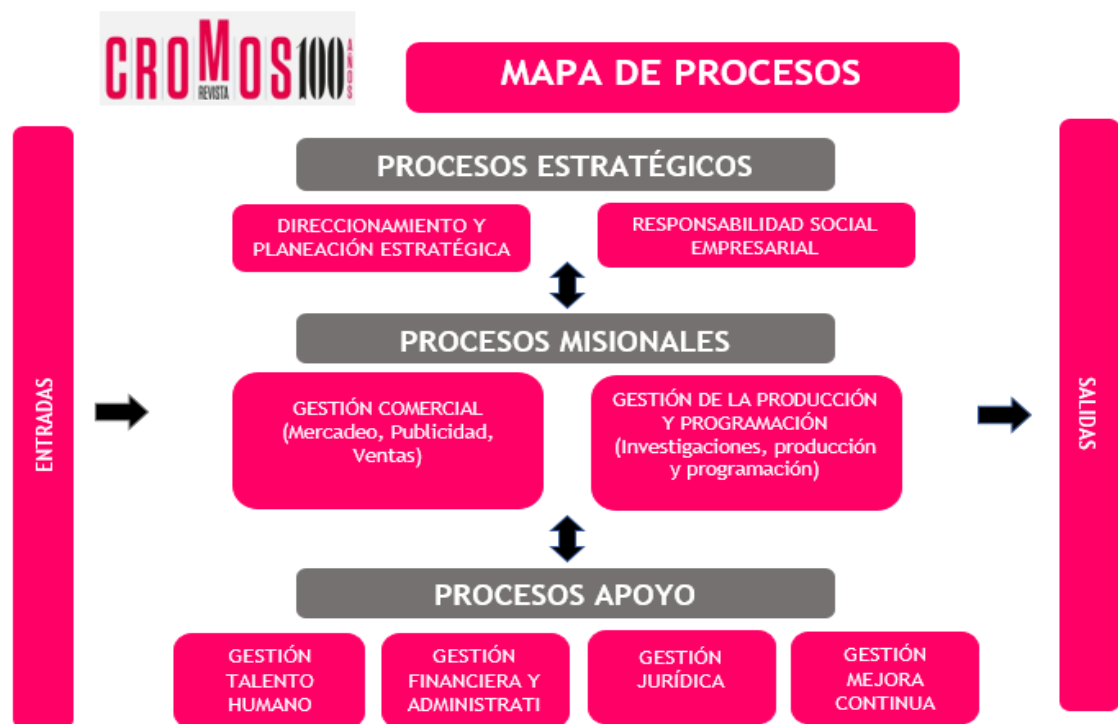 CROMOS 100 AÑOS
REVISTA
MAPA DE PROCESOS
PROCESOS ESTRATÉGICOS
DIRECCIONAMIENTO Y
PLANEACIÓN ESTRATÉGICA
RESPONSABILIDAD SOCIAL
EMPRESARIAL
PROCESOS MISIONALES
ENTRADAS
GESTIÓN COMERCIAL
(Mercadeo, Publicidad,
Ventas)
GESTIÓN DE LA PRODUCCIÓN
Y PROGRAMACIÓN
(Investigaciones, producción
y programación)
SALIDAS
PROCESOS APOYO
GESTIÓN
TALENTO
HUMANO
GESTIÓN
FINANCIERA Y
ADMINISTRATI
GESTIÓN
JURÍDICA
GESTIÓN
MEJORA
CONTINUA